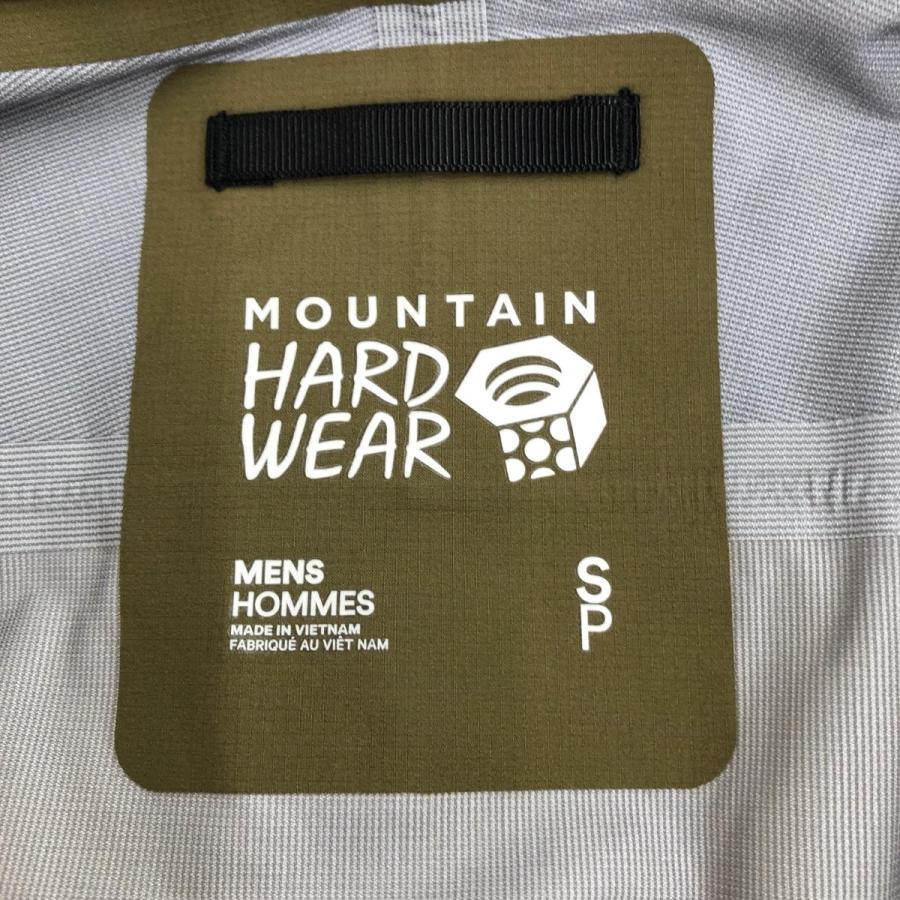 MOUNTAIN
HARD
WEAR
MENS
HOMMES
MADE IN VIETNAM
FABRIQUÉ AU VIÊT NAM
S
P